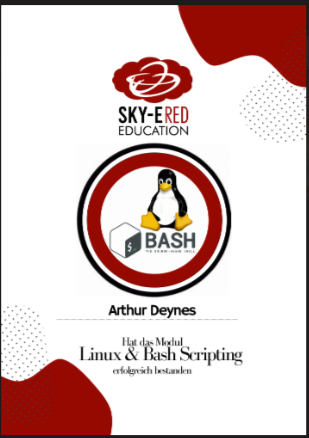 SKY-E RED
EDUCATION
$
BASH
Arthur Deynes
Hat das Modul
Linux & Bash Scripting
erfolgreich bestanden